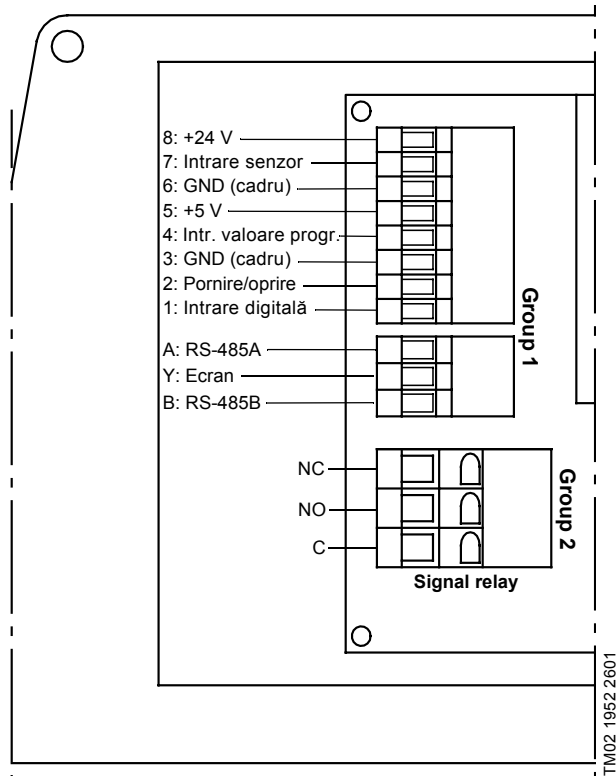 8: +24 V
7: Intrare senzor
6: GND (cadru)
5: +5 V
4: Intr. valoare progr.
3: GND (cadru)
2: Pornire/oprire
1: Intrare digitală
Group 1
A: RS-485A
Y: Ecran
B: RS-485B
NC
NO
C
Group 2
Signal relay
TM02 1952 2601